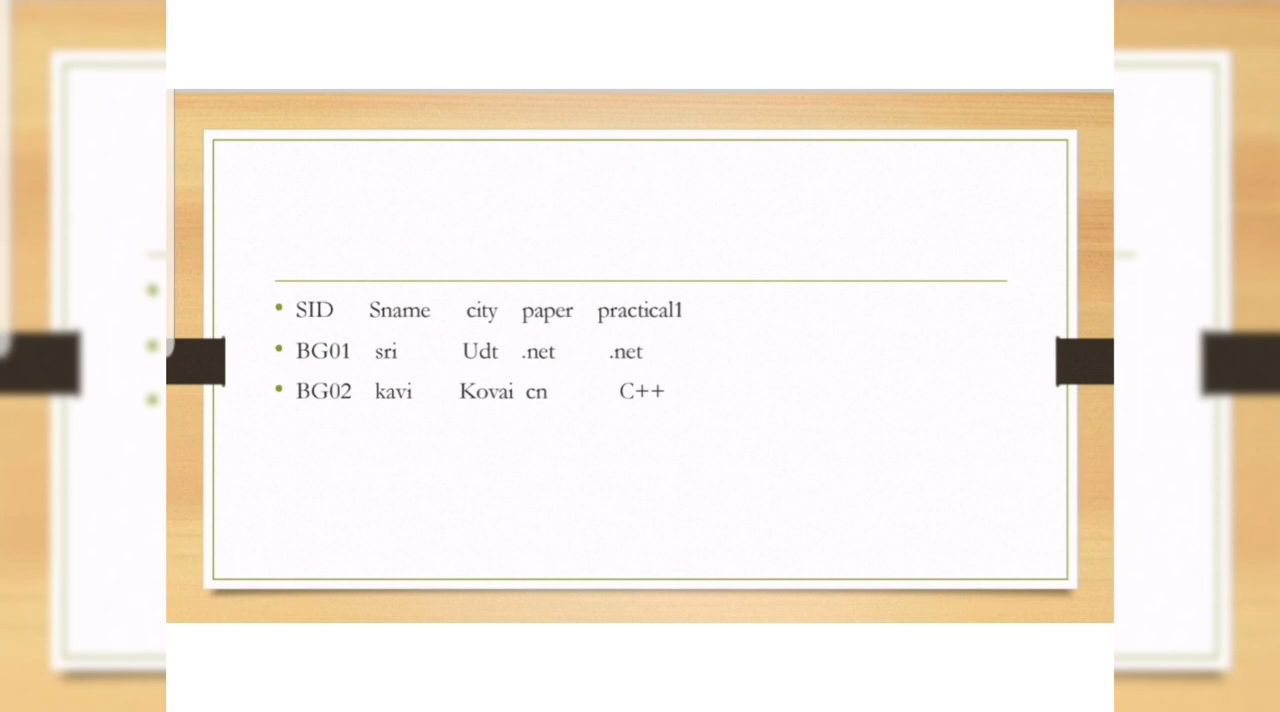 SID Sname city paper practical1
BG01 sri Udt .net .net
BG02 kavi Kovai cn C++